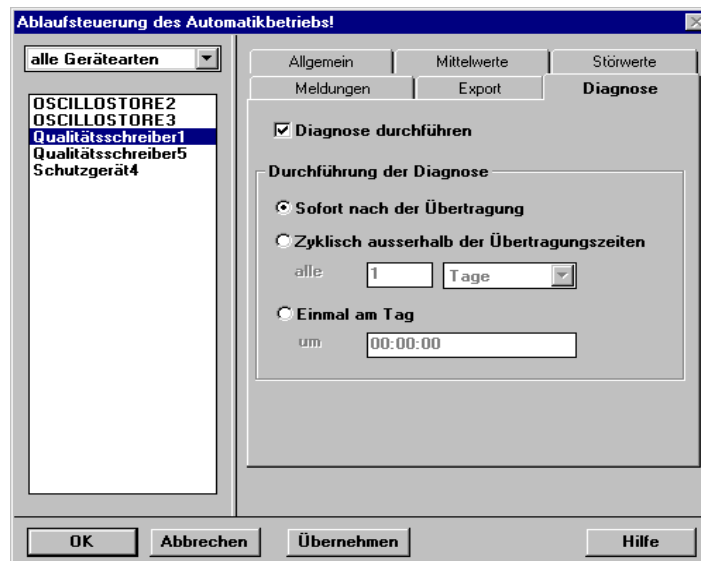 Ablaufsteuerung des Automatikbetriebs!
alle Gerätearten
OSCILLOSTORE2
OSCILLOSTORE3
Qualitätsschreiber1
Qualitätsschreiber5
Schutzgerät4
Allgemein Mittelwerte Störwerte
Meldungen Export Diagnose
Diagnose durchführen
Durchführung der Diagnose
Sofort nach der Übertragung
Zyklisch ausserhalb der Übertragungszeiten
alle 1 Tage
Einmal am Tag
um 00:00:00
OK Abbrechen Übernehmen Hilfe